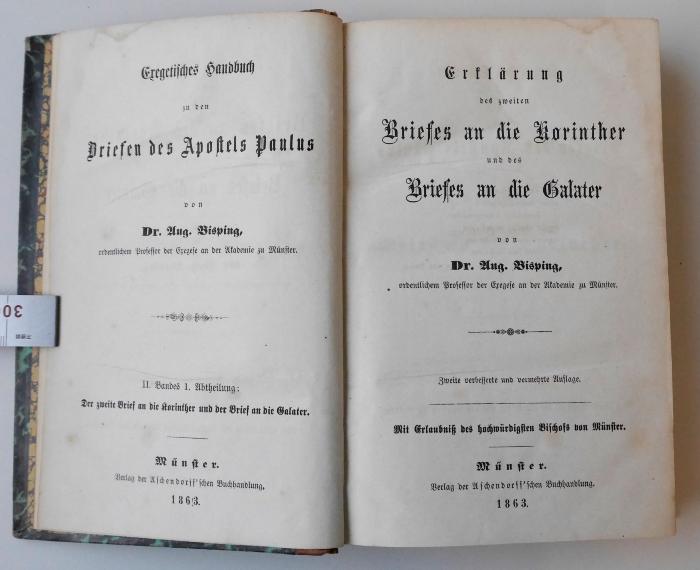 Exegetisches Handbuch
zu den
Briefen des Apostels Paulus
von
Dr. Aug. Bisping,
ordentlichem Professor der Exegese an der Akademie zu Münster.
II. Bandes 1. Abtheilung:
Der zweite Brief an die Korinther und der Brief an die Galater.
Münster.
Verlag der Aschendorff'schen Buchhandlung.
1863.
Erklärung
des zweiten
Briefes an die Korinther
und des
Briefes an die Galater
von
Dr. Aug. Bisping,
ordentlichem Professor der Exegese an der Akademie zu Münster.
Zweite verbesserte und vermehrte Auflage.
Mit Erlaubniß des hochwürdigsten Bischofs von Münster.
Münster.
Verlag der Aschendorff'schen Buchhandlung.
1863.
30